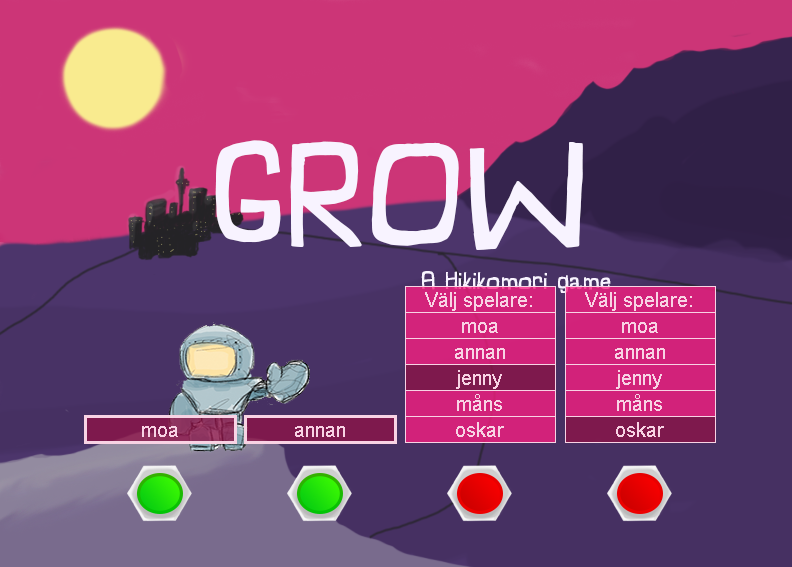 GROW
A Hikikomori game
Välj spelare:
moa
annan
jenny
måns
oskar
Välj spelare:
moa
annan
jenny
måns
oskar
moa
annan